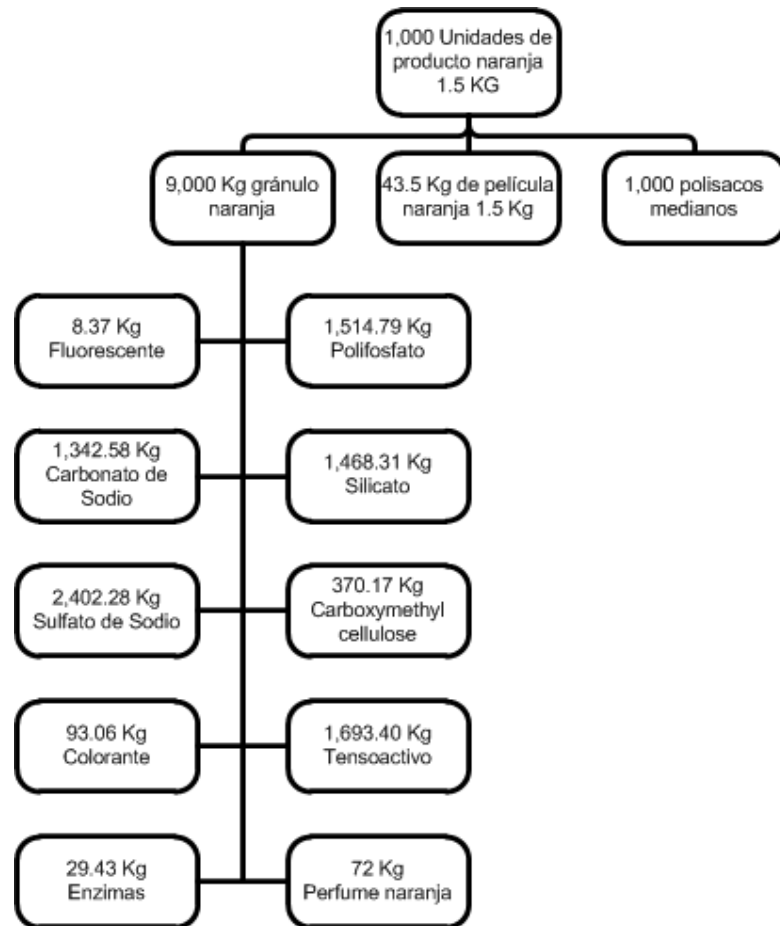 1,000 Unidades de
producto naranja
1.5 KG
9,000 Kg gránulo
naranja
43.5 Kg de película
naranja 1.5 Kg
1,000 polisacos
medianos
8.37 Kg
Fluorescente
1,514.79 Kg
Polifosfato
1,342.58 Kg
Carbonato de
Sodio
1,468.31 Kg
Silicato
2,402.28 Kg
Sulfato de Sodio
370.17 Kg
Carboxymethyl
cellulose
93.06 Kg
Colorante
1,693.40 Kg
Tensoactivo
29.43 Kg
Enzimas
72 Kg
Perfume naranja